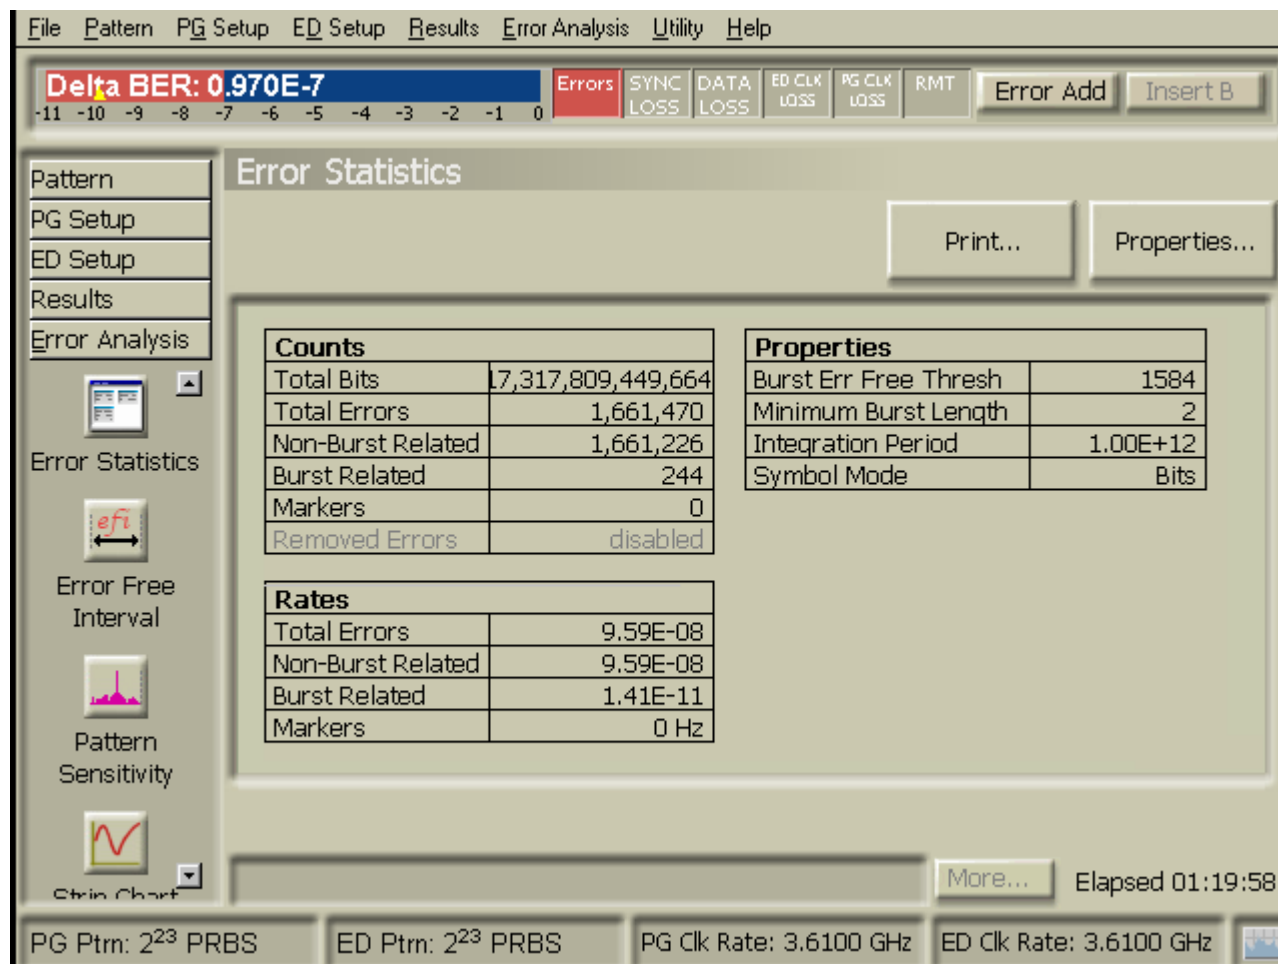 File Pattern PG Setup ED Setup Results Error Analysis Utility Help
Delta BER: 0.970E-7
-11 -10 -9 -8 -7 -6 -5 -4 -3 -2 -1 0
Errors
SYNC LOSS
DATA LOSS
ED CLK LOSS
PG CLK LOSS
RMT
Error Add
Insert B
Pattern
PG Setup
ED Setup
Results
Error Analysis
Error Statistics
efi
Error Free
Interval
Pattern
Sensitivity
Strip Chart
Error Statistics
Print...
Properties...
Counts
Total Bits 17,317,809,449,664
Total Errors 1,661,470
Non-Burst Related 1,661,226
Burst Related 244
Markers 0
Removed Errors disabled
Rates
Total Errors 9.59E-08
Non-Burst Related 9.59E-08
Burst Related 1.41E-11
Markers 0 Hz
Properties
Burst Err Free Thresh 1584
Minimum Burst Length 2
Integration Period 1.00E+12
Symbol Mode Bits
More...
Elapsed 01:19:58
PG Ptrn: 2²³ PRBS
ED Ptrn: 2²³ PRBS
PG Clk Rate: 3.6100 GHz
ED Clk Rate: 3.6100 GHz